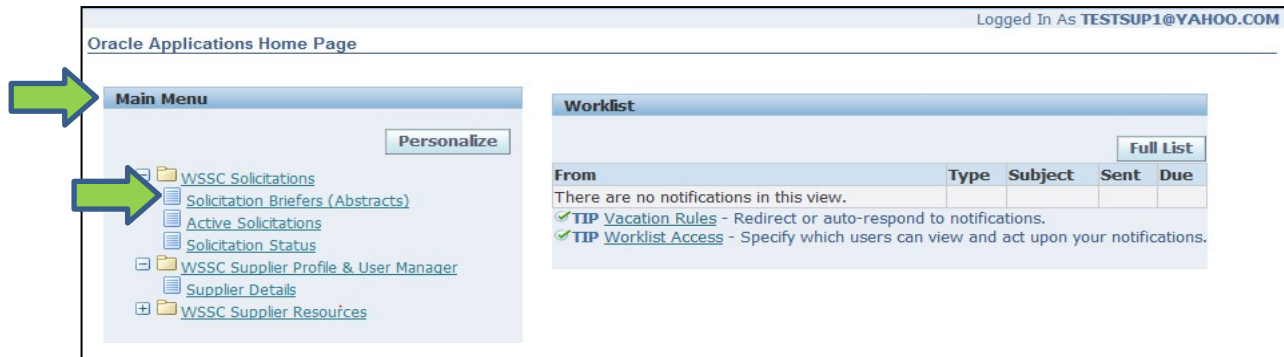 Logged In As TESTSUP1@YAHOO.COM
Oracle Applications Home Page
Main Menu
Personalize
WSSC Solicitations
Solicitation Briefers (Abstracts)
Active Solicitations
Solicitation Status
WSSC Supplier Profile & User Manager
Supplier Details
WSSC Supplier Resources
Worklist
Full List
From Type Subject Sent Due
There are no notifications in this view.
TIP Vacation Rules - Redirect or auto-respond to notifications.
TIP Worklist Access - Specify which users can view and act upon your notifications.